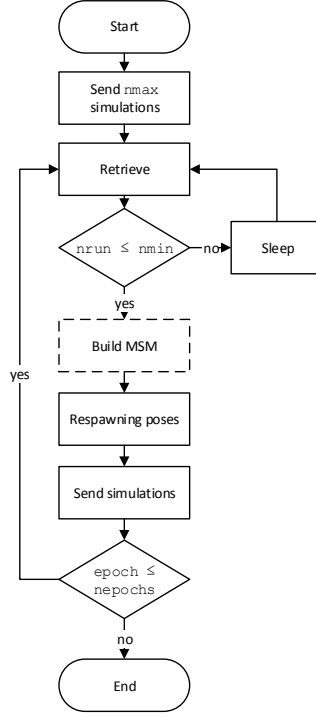 Start
Send nmax
simulations
Retrieve
nrun ≤ nmin
no
Sleep
yes
Build MSM
yes
Respawning poses
Send simulations
epoch ≤
nepochs
no
End